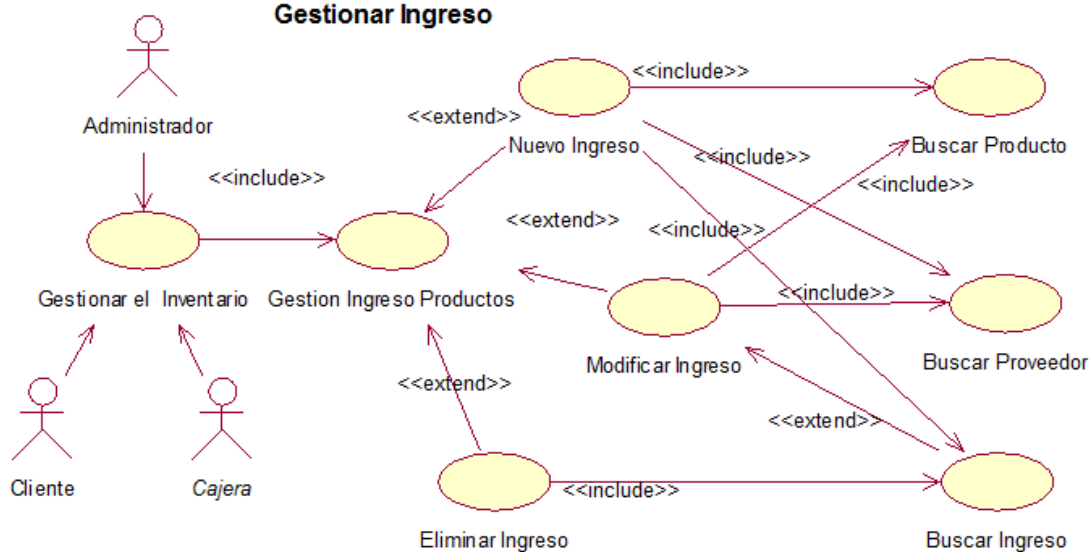 Gestionar Ingreso
<<include>>
<<extend>>
Administrador
Nuevo Ingreso
Buscar Producto
<<include>>
<<include>>
<<include>>
<<extend>>
<<include>>
Gestionar el Inventario
Gestion Ingreso Productos
<<include>>
Modificar Ingreso
Buscar Proveedor
<<extend>>
<<extend>>
Cliente
Cajera
<<include>>
Eliminar Ingreso
Buscar Ingreso